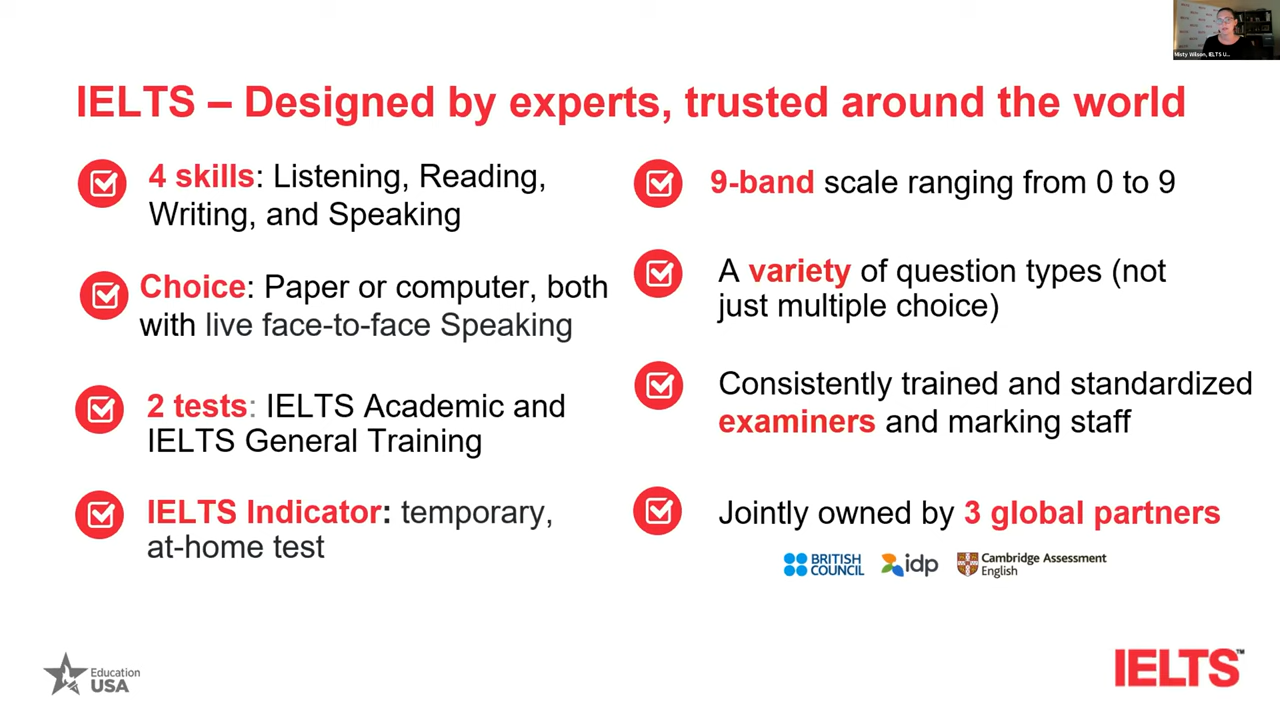 Misty Wilson, IELTS U...
IELTS – Designed by experts, trusted around the world
4 skills: Listening, Reading,
Writing, and Speaking
Choice: Paper or computer, both
with live face-to-face Speaking
2 tests: IELTS Academic and
IELTS General Training
IELTS Indicator: temporary,
at-home test
9-band scale ranging from 0 to 9
A variety of question types (not
just multiple choice)
Consistently trained and standardized
examiners and marking staff
Jointly owned by 3 global partners
BRITISH
COUNCIL
idp
Cambridge Assessment
English
Education
USA
IELTS™